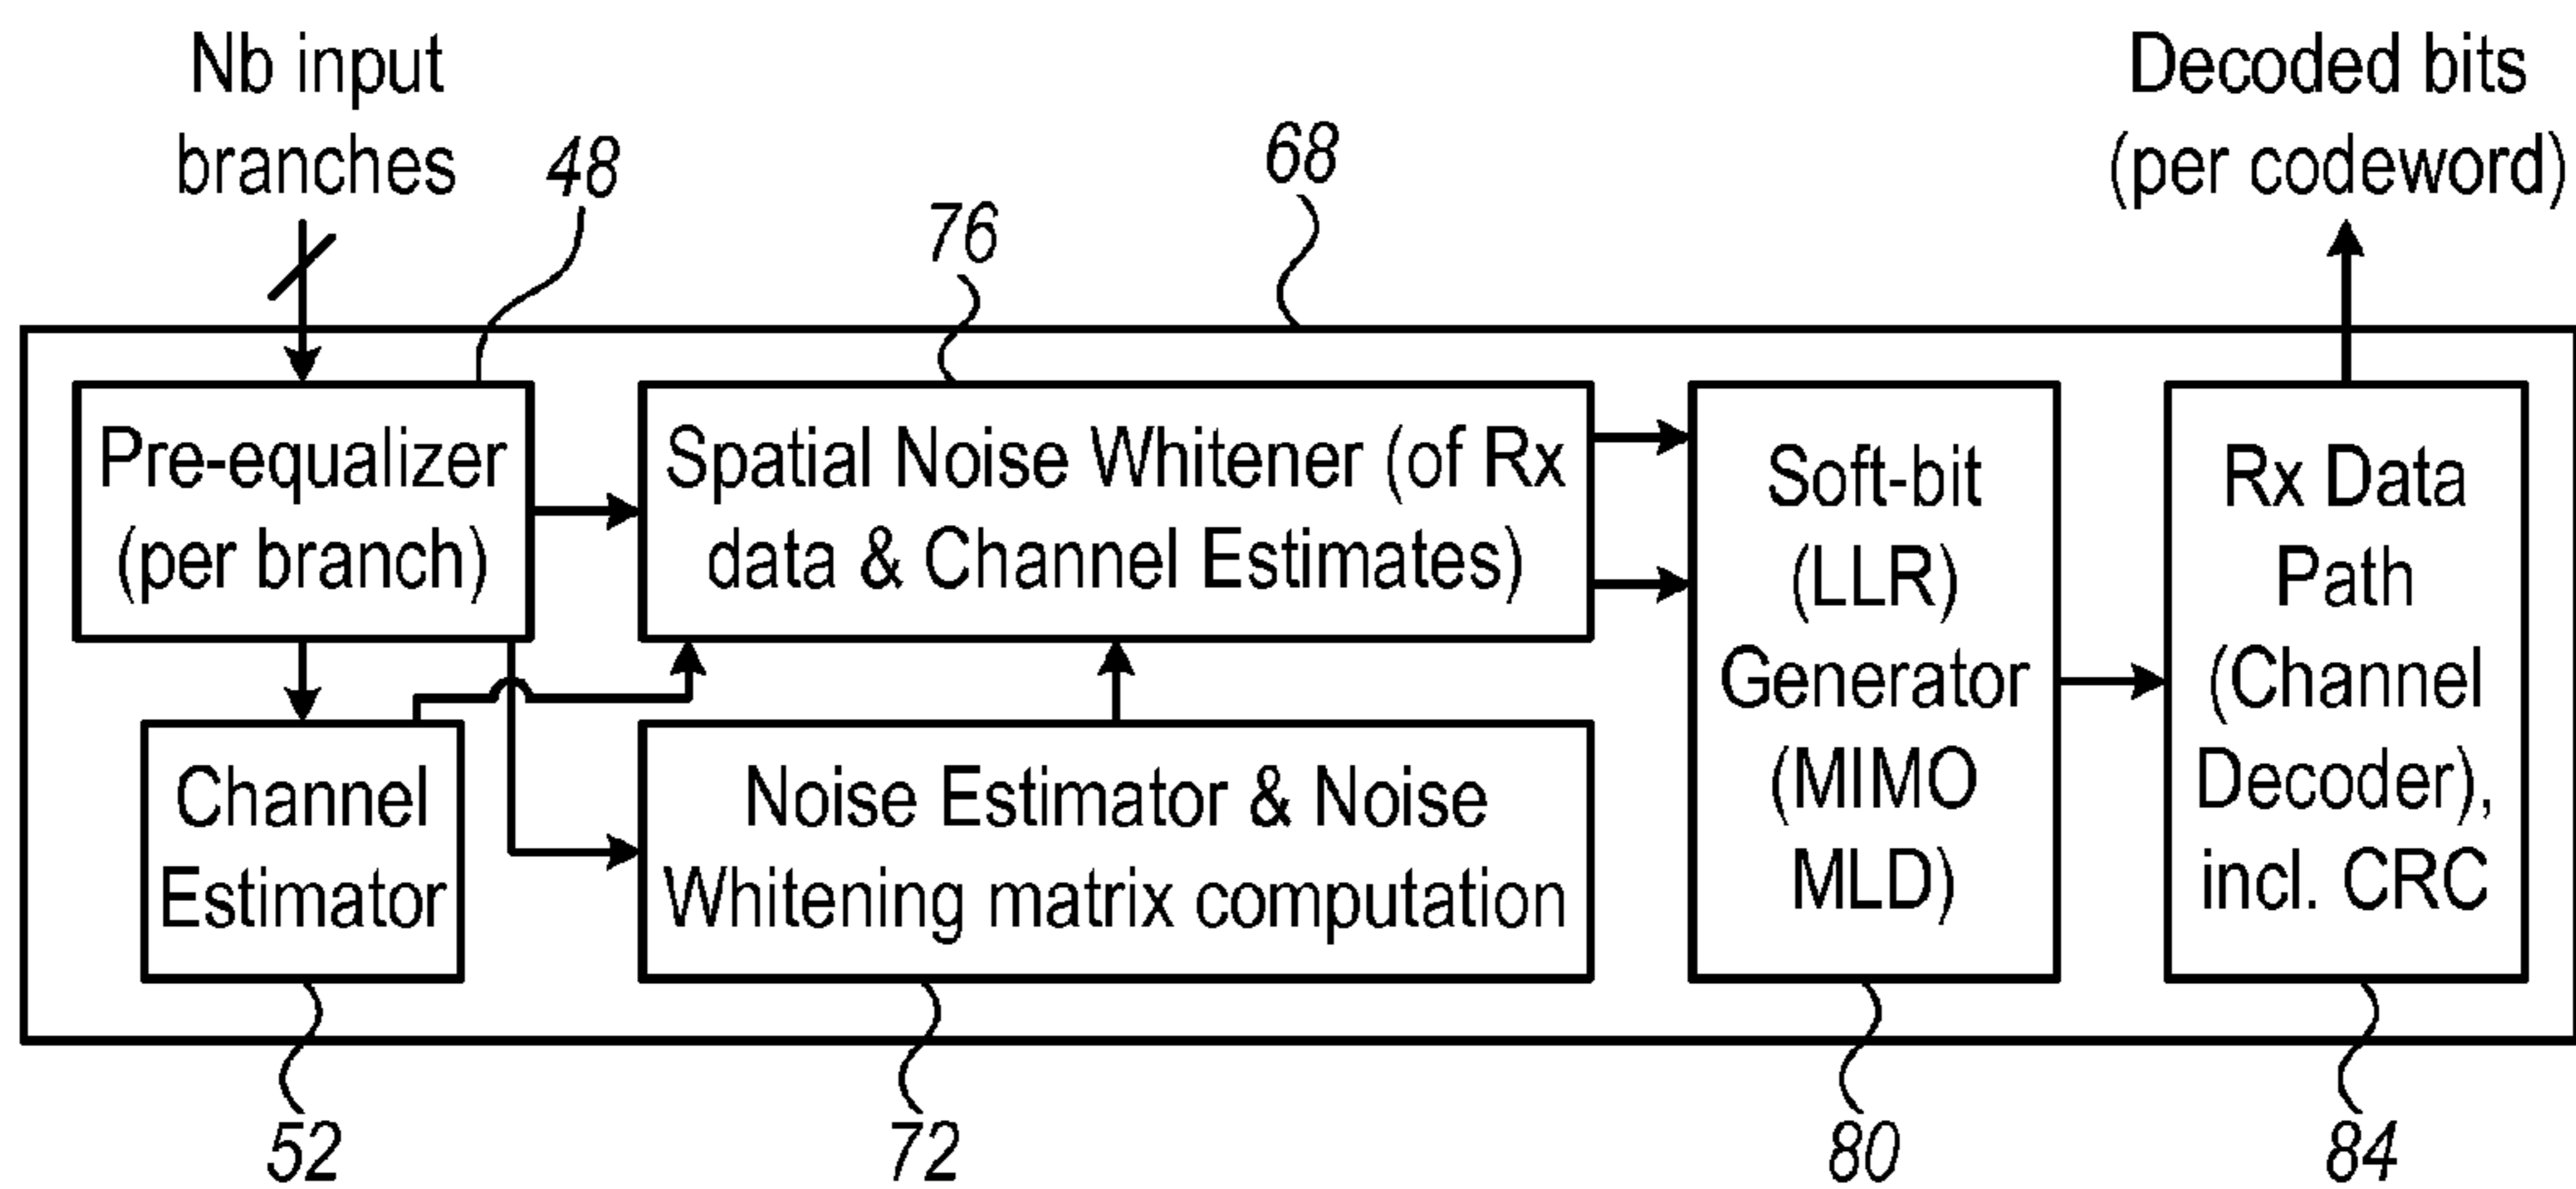 Nb input
branches
48
76
68
Decoded bits
(per codeword)
Pre-equalizer
(per branch)
Spatial Noise Whitener (of Rx
data & Channel Estimates)
Soft-bit
(LLR)
Generator
(MIMO
MLD)
Rx Data
Path
(Channel
Decoder),
incl. CRC
Channel
Estimator
Noise Estimator & Noise
Whitening matrix computation
52
72
80
84